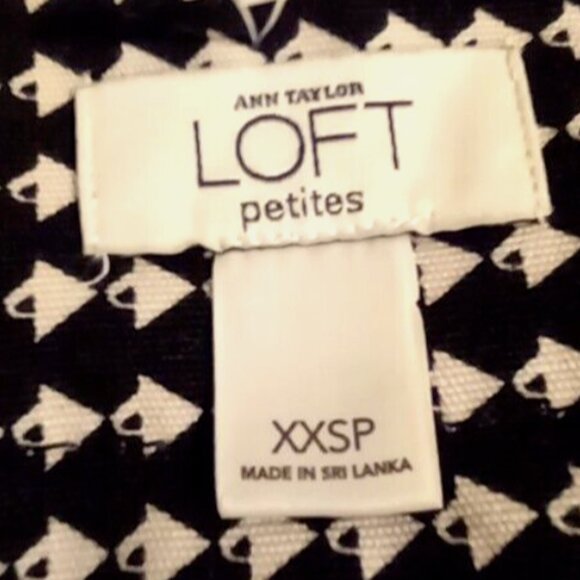 ANN TAYLOR
LOFT
petites
XXSP
MADE IN SRI LANKA